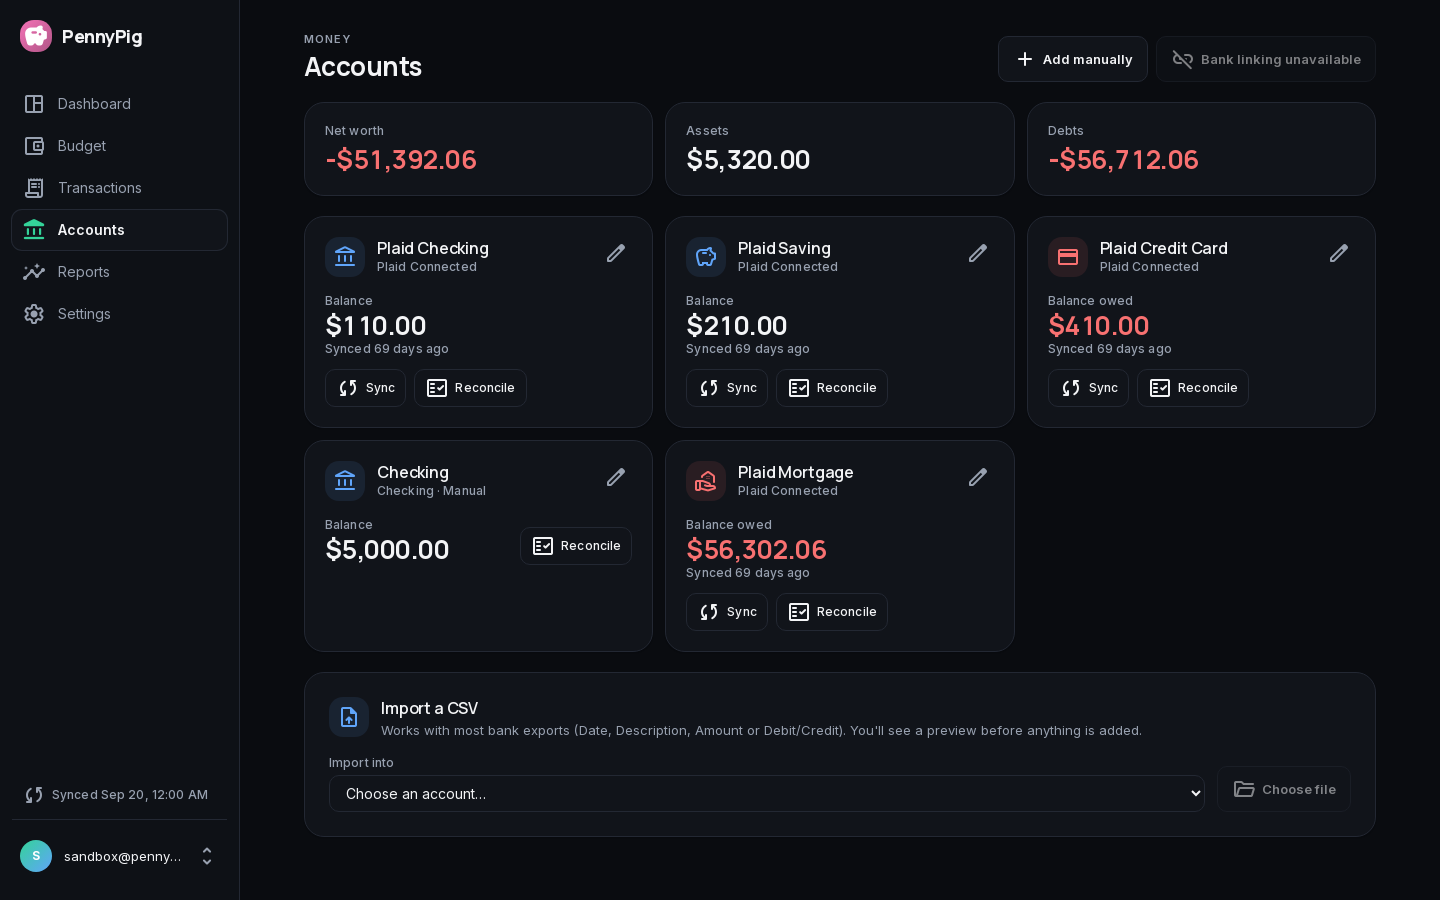 PennyPig
Dashboard
Budget
Transactions
Accounts
Reports
Settings
Synced Sep 20, 12:00 AM
S
sandbox@penny...
MONEY
Accounts
Add manually
Bank linking unavailable
Net worth
-$51,392.06
Assets
$5,320.00
Debts
-$56,712.06
Plaid Checking
Plaid Connected
Balance
$110.00
Synced 69 days ago
Sync
Reconcile
Plaid Saving
Plaid Connected
Balance
$210.00
Synced 69 days ago
Sync
Reconcile
Plaid Credit Card
Plaid Connected
Balance owed
$410.00
Synced 69 days ago
Sync
Reconcile
Checking
Checking · Manual
Balance
$5,000.00
Reconcile
Plaid Mortgage
Plaid Connected
Balance owed
$56,302.06
Synced 69 days ago
Sync
Reconcile
Import a CSV
Works with most bank exports (Date, Description, Amount or Debit/Credit). You'll see a preview before anything is added.
Import into
Choose an account...
Choose file